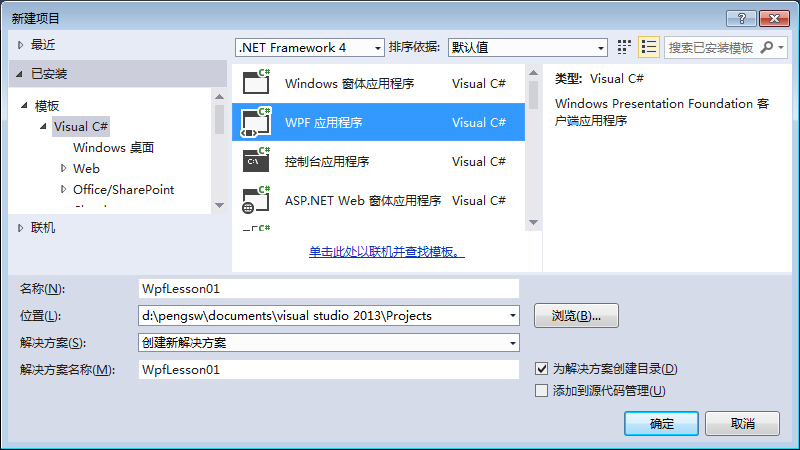 新建项目
最近
.NET Framework 4 排序依据: 默认值 搜索已安装模板
已安装
模板
Visual C#
Windows 桌面
Web
Office/SharePoint
联机
Windows 窗体应用程序 Visual C#
WPF 应用程序 Visual C#
控制台应用程序 Visual C#
ASP.NET Web 窗体应用程序 Visual C#
单击此处以联机并查找模板。
类型: Visual C#
Windows Presentation Foundation 客
户端应用程序
名称(N): WpfLesson01
位置(L): d:\pengsw\documents\visual studio 2013\Projects 浏览(B)...
解决方案(S): 创建新解决方案
解决方案名称(M): WpfLesson01 为解决方案创建目录(D)
添加到源代码管理(U)
确定 取消